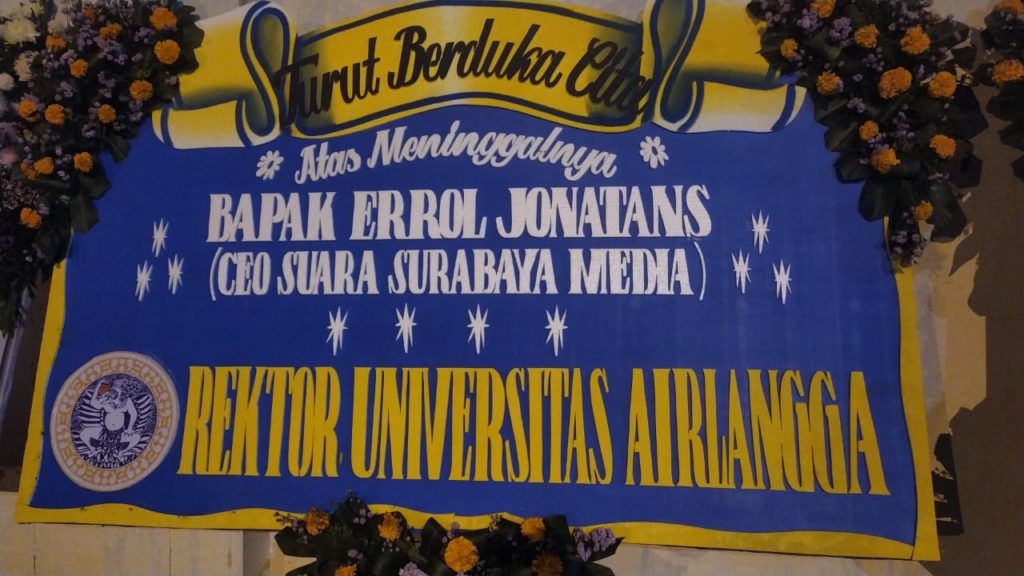 Turut Berduka Cita
Atas Meninggalnya
BAPAK ERROL JONATANS
(CEO SUARA SURABAYA MEDIA)
REKTOR UNIVERSITAS AIRLANGGA